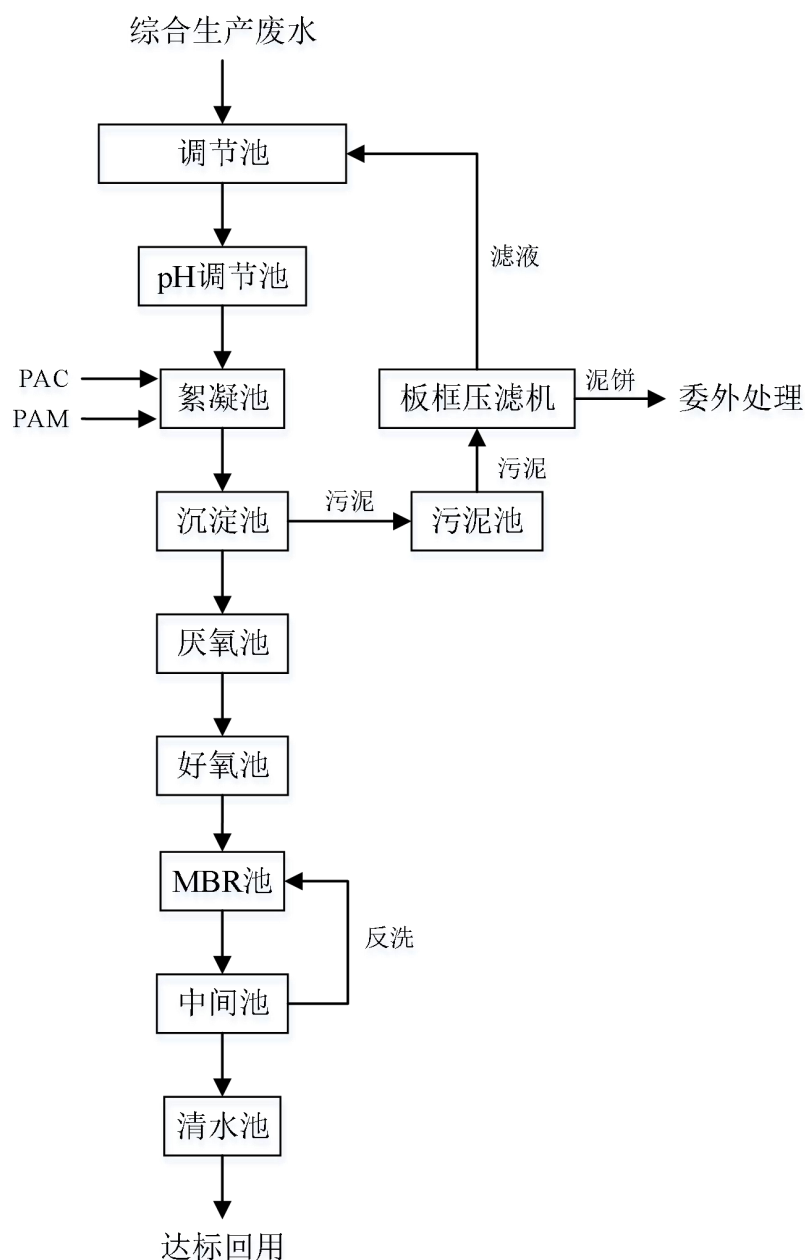 综合生产废水
调节池
滤液
pH调节池
PAC
PAM
絮凝池
板框压滤机
泥饼
委外处理
污泥
沉淀池
污泥
污泥池
厌氧池
好氧池
MBR池
反洗
中间池
清水池
达标回用